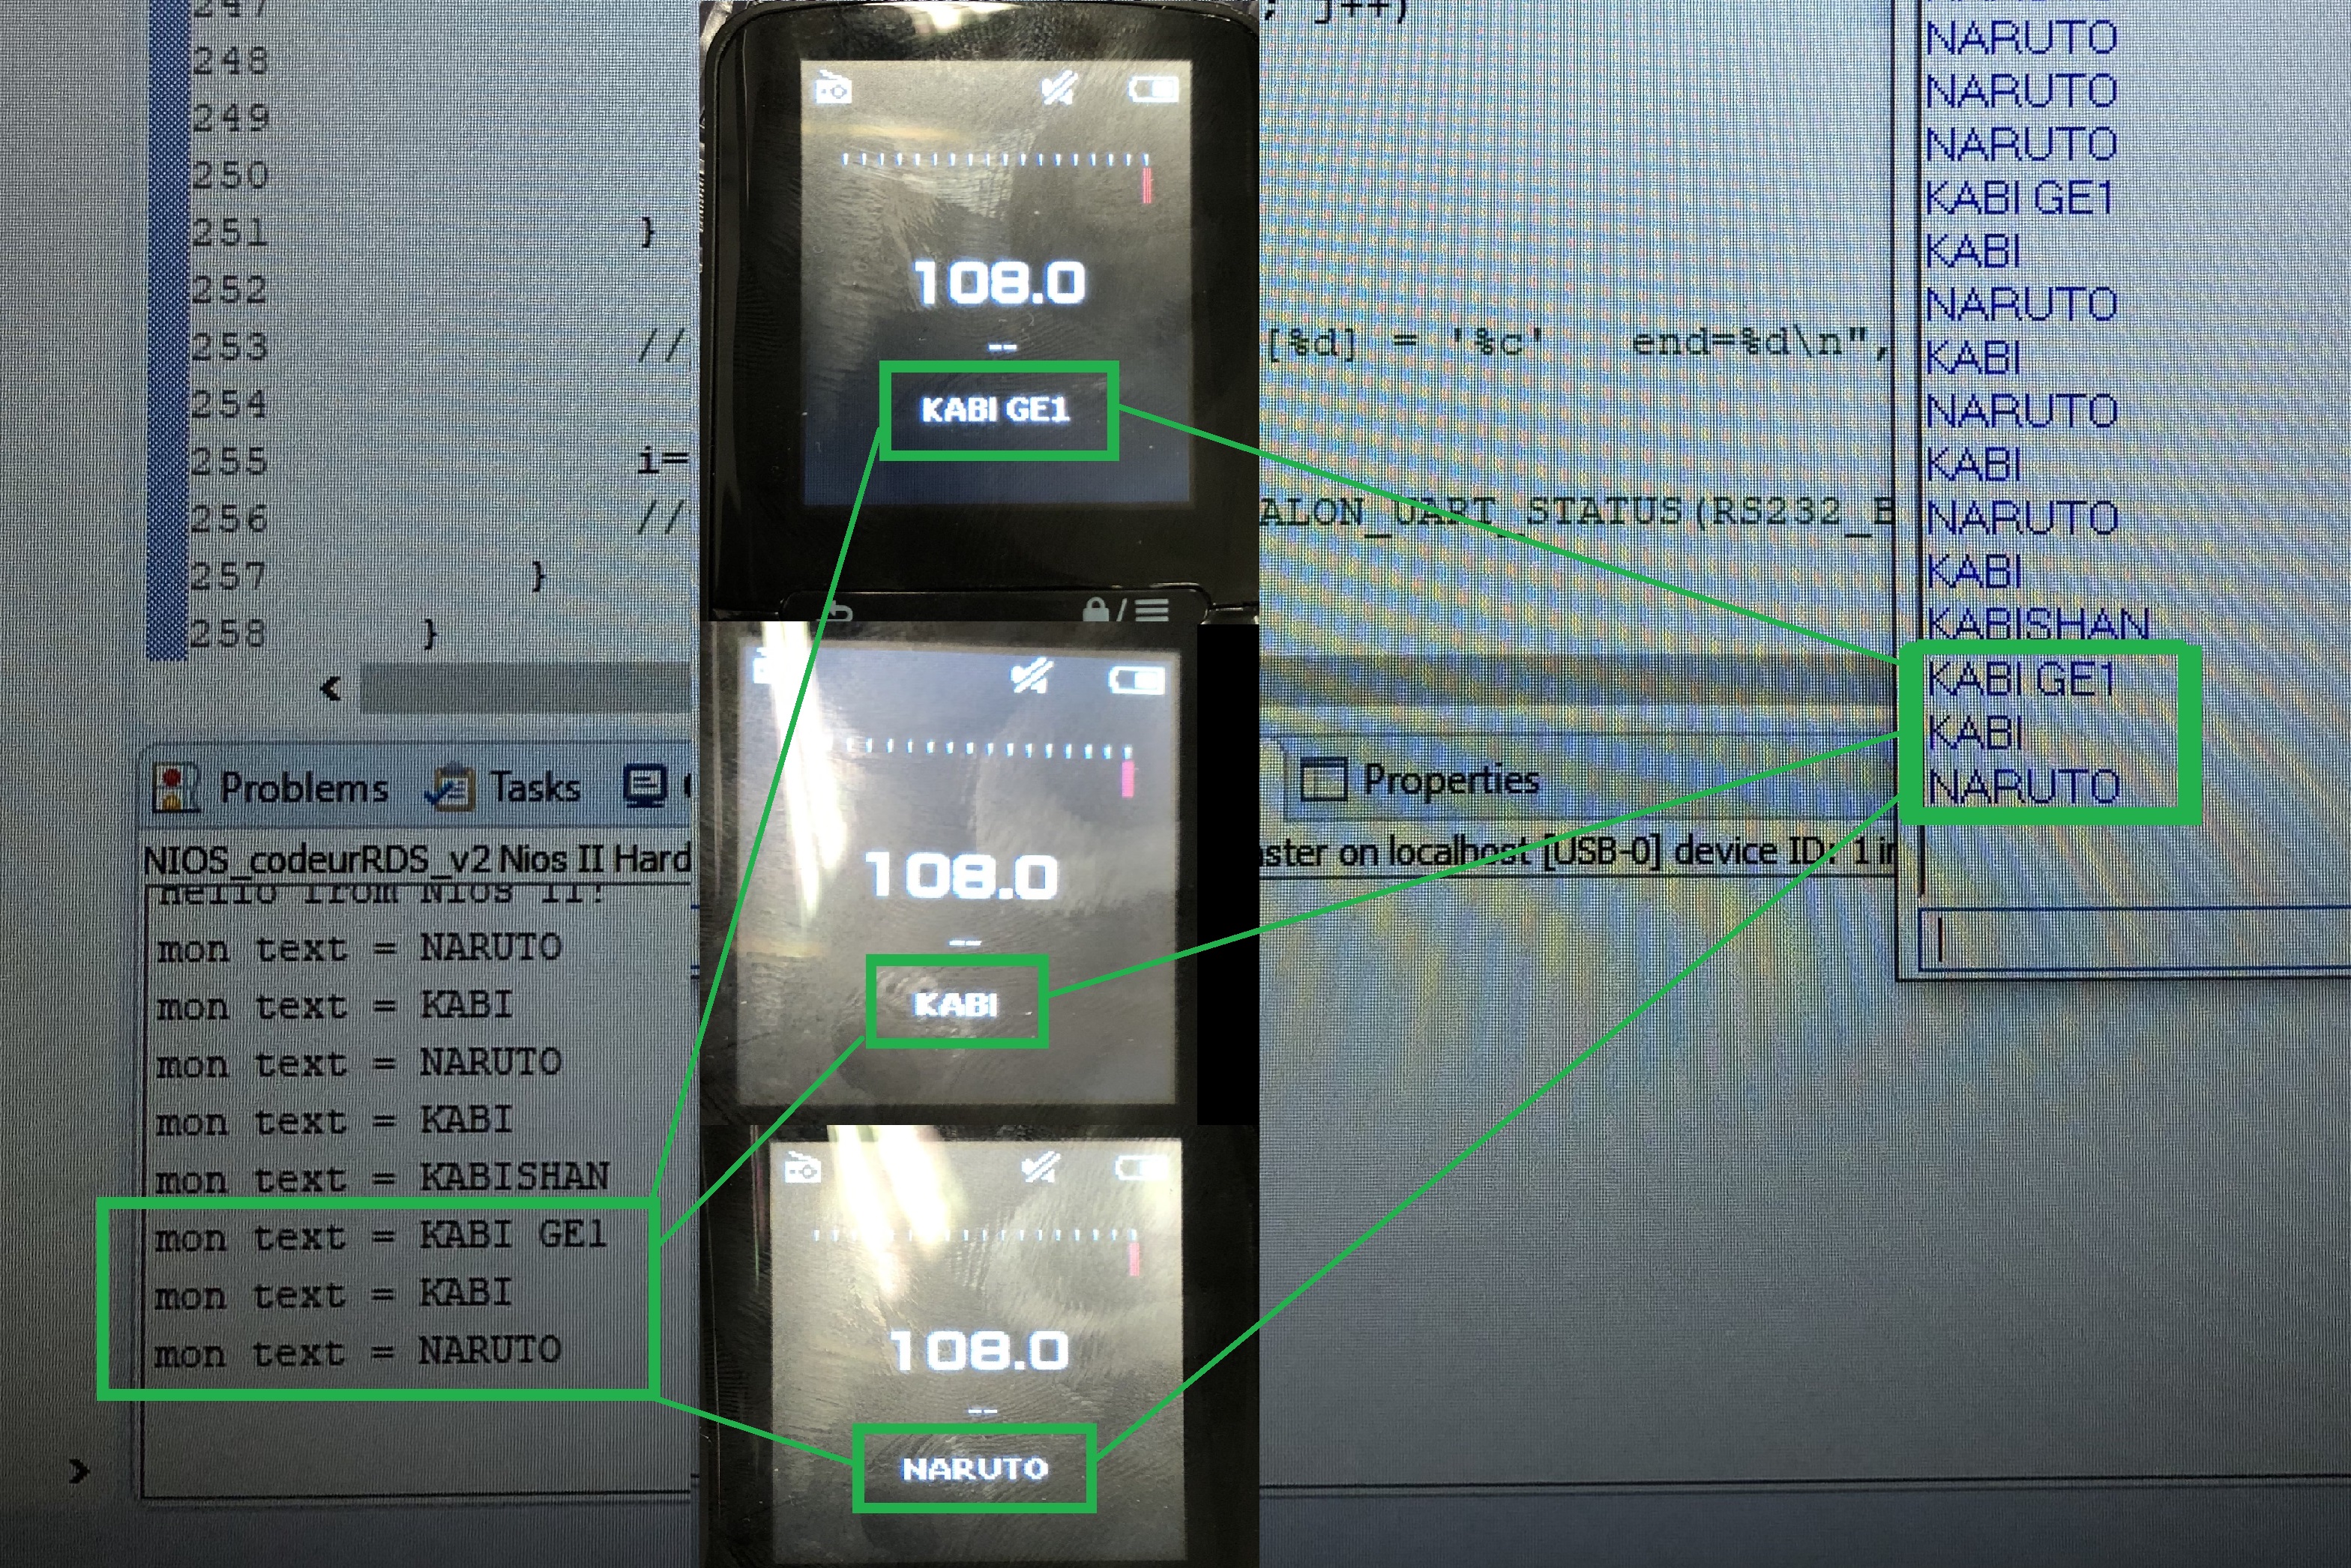 247
248
249
250
251 }
252
253 //
254
255 i=
256 //
257 }
258 }
Problems Tasks
NIOS_codeurRDS_v2 Nios II Hard
Hello from Nios II!
mon text = NARUTO
mon text = KABI
mon text = NARUTO
mon text = KABI
mon text = KABISHAN
mon text = KABI GE1
mon text = KABI
mon text = NARUTO
108.0
--
KABI GE1
108.0
--
KABI
108.0
--
NARUTO
; j++)
[%d] = '%c' end=%d\n",
ALON_UART_STATUS(RS232_B
Properties
ster on localhost [USB-0] device ID: 1 in
NARUTO
NARUTO
NARUTO
KABI GE1
KABI
NARUTO
KABI
NARUTO
KABI
NARUTO
KABI
KABISHAN
KABI GE1
KABI
NARUTO